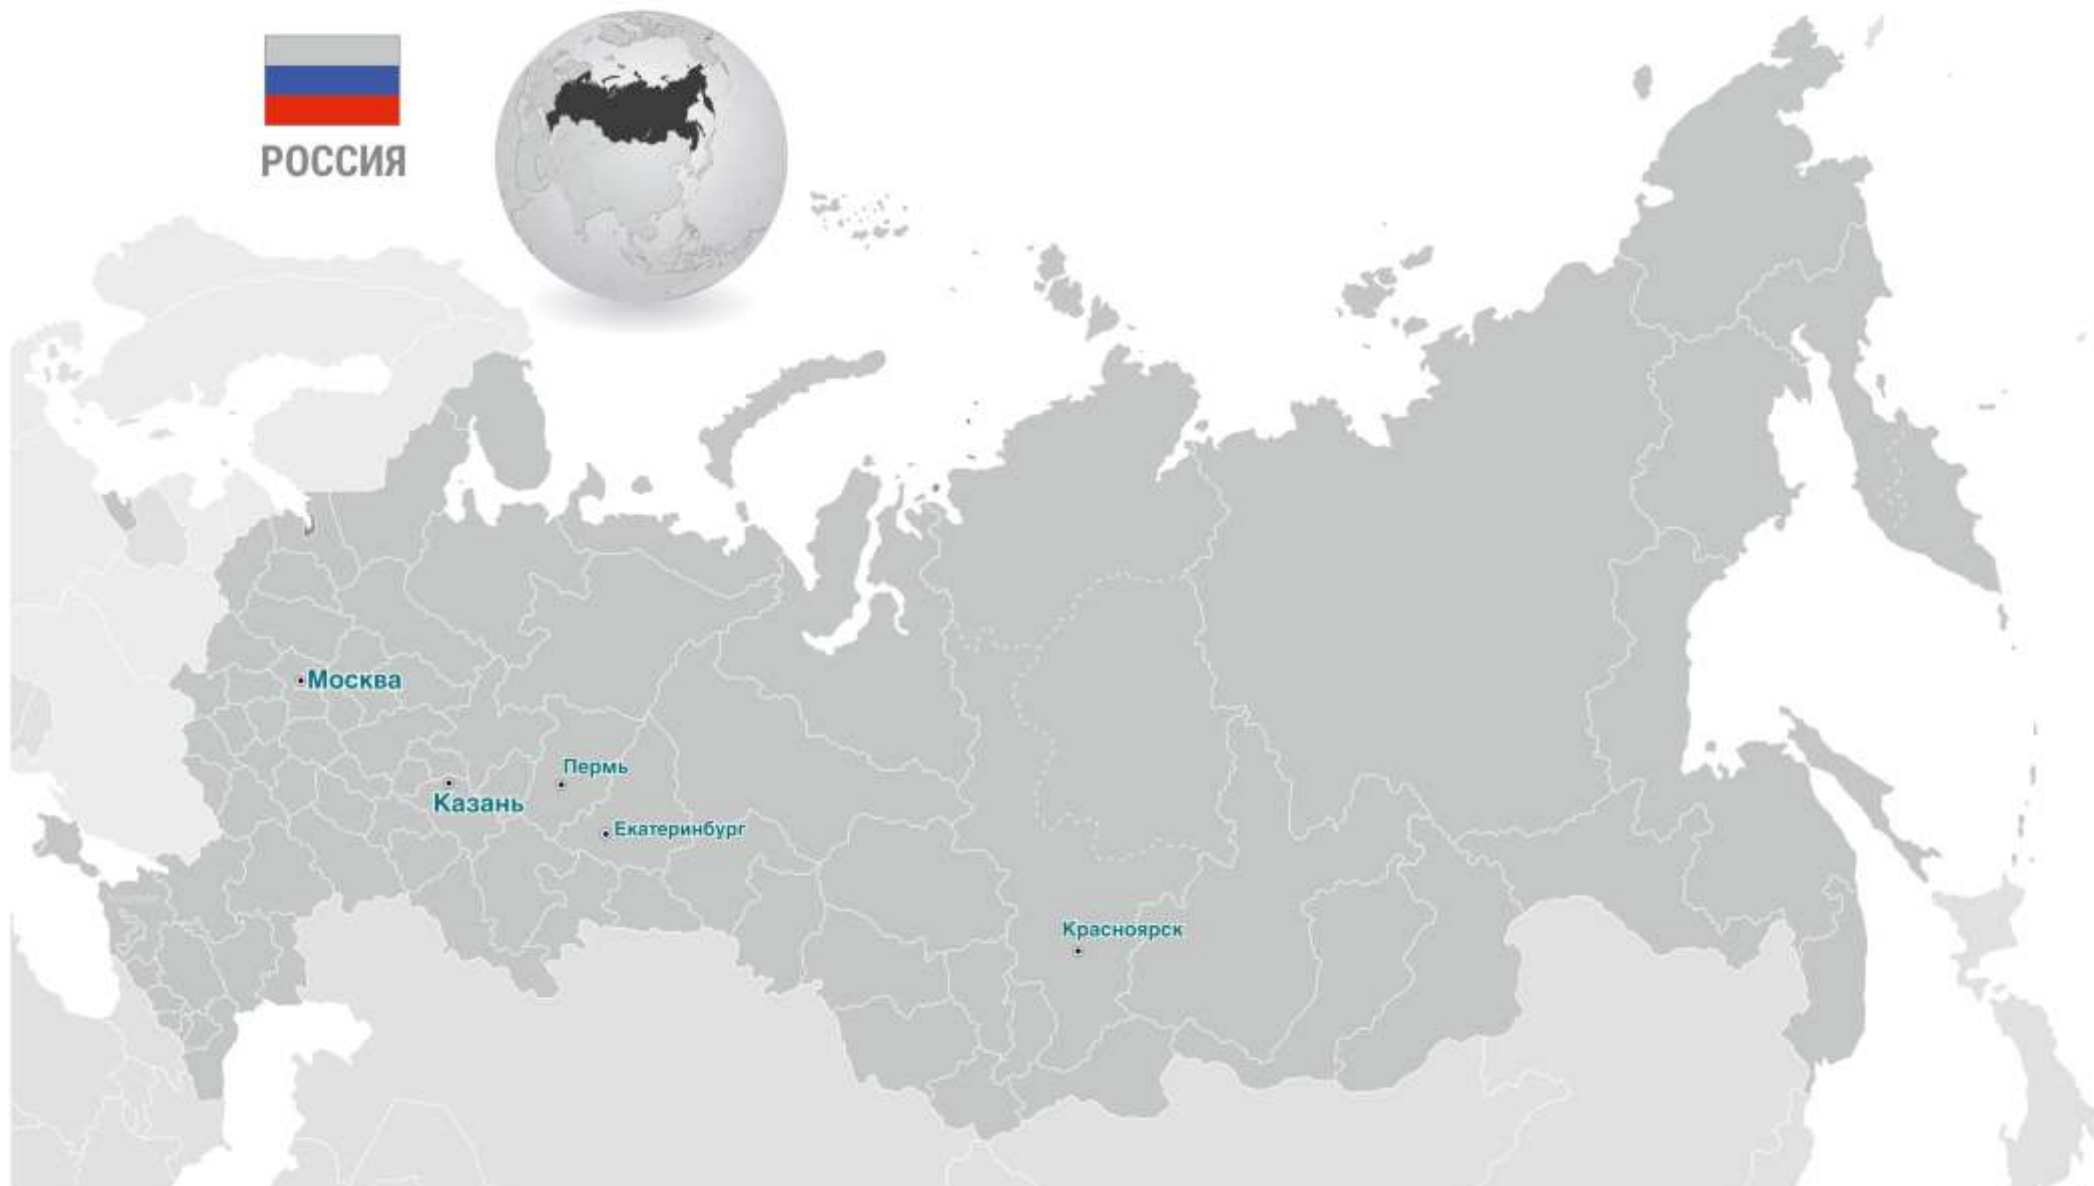 РОССИЯ
Москва
Пермь
Казань
Екатеринбург
Красноярск